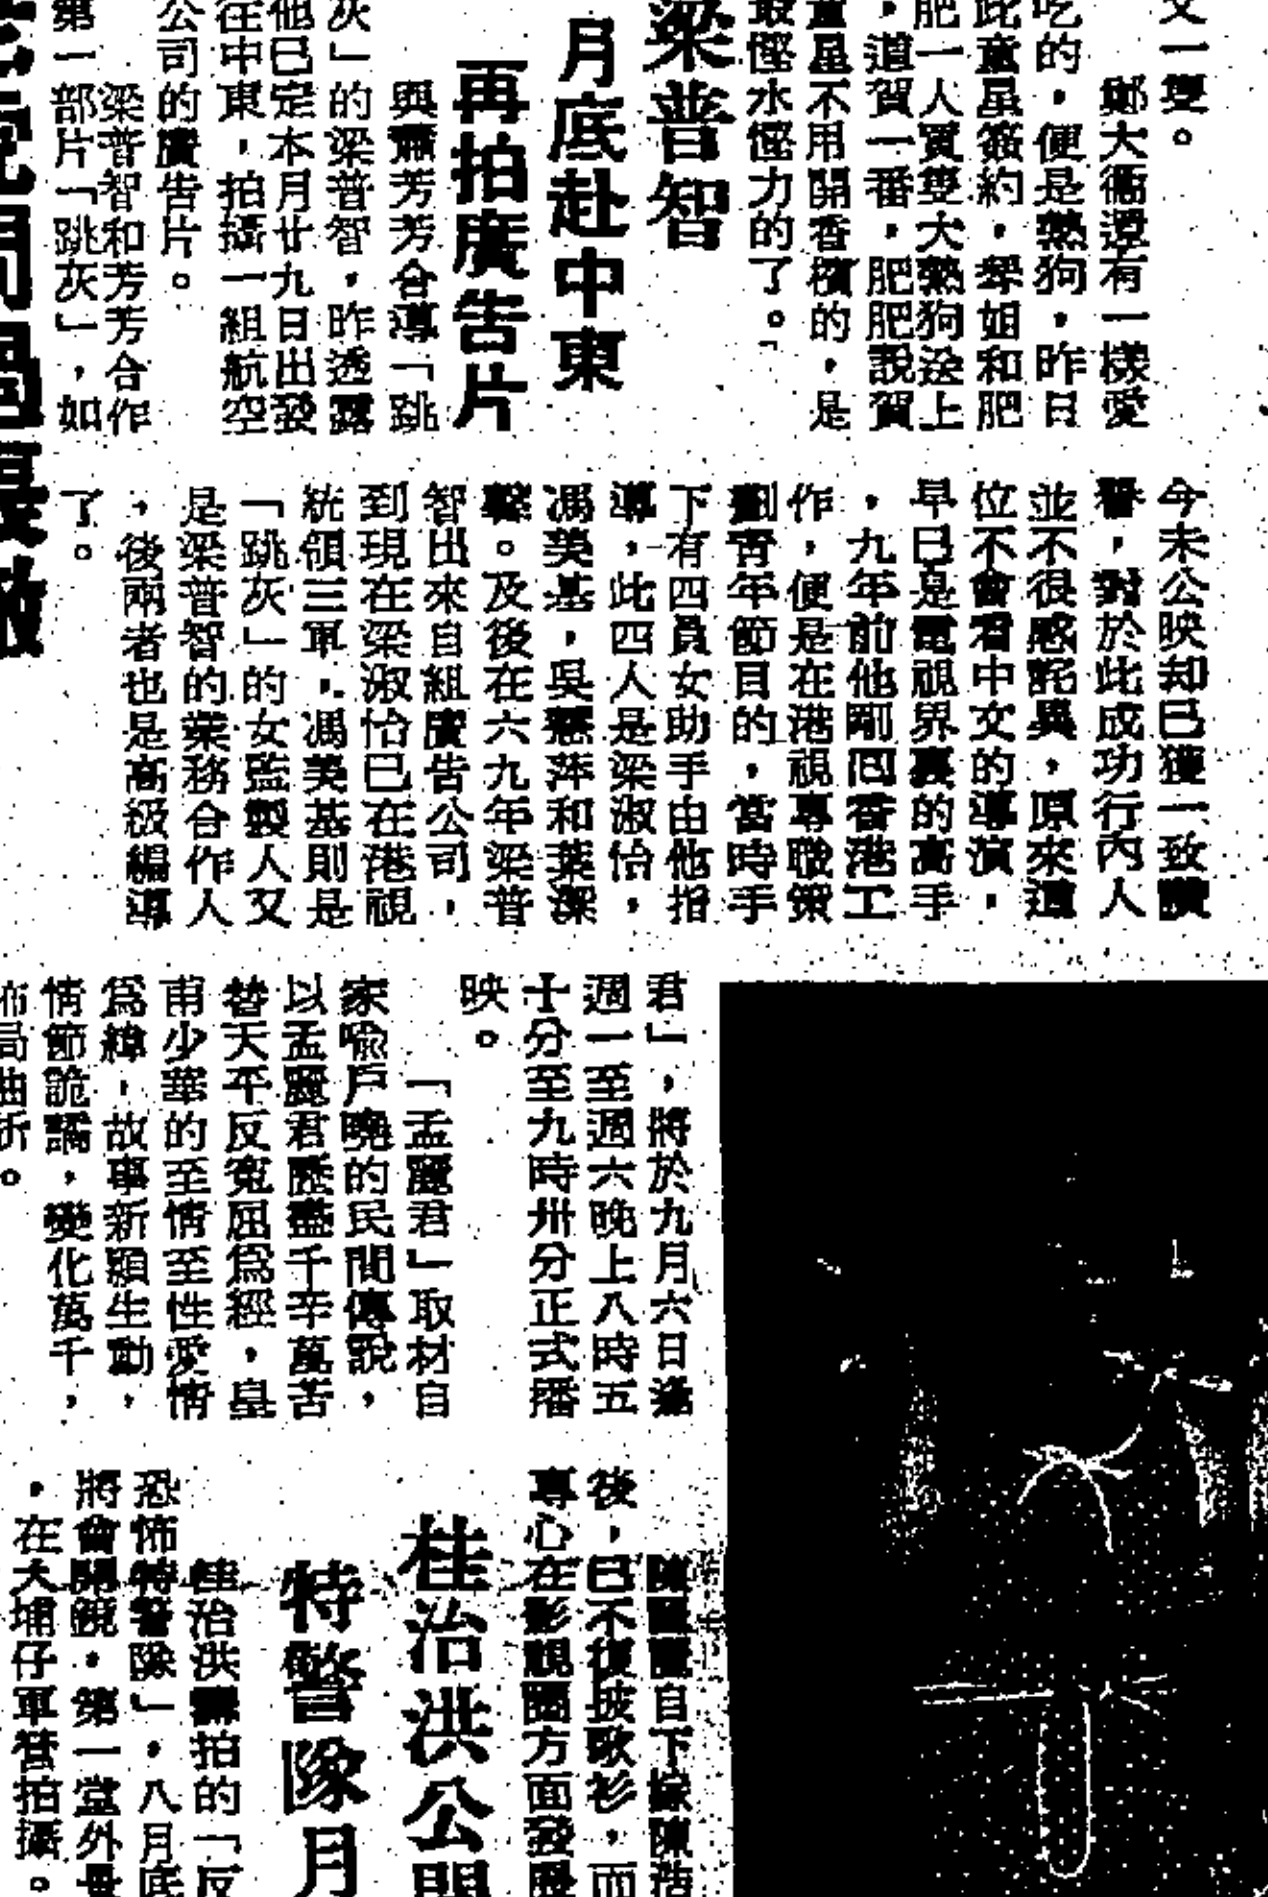 又一隻。
鄭大衞還有一樣愛
吃的，便是熱狗，昨日
此童星簽約，琴姐和肥
肥一人買隻大熱狗送上
，道賀一番，肥肥說賀
童星不用開香檳的，是
最慳水慳力的了。
梁普智
月底赴中東
再拍廣告片
與蕭芳芳合導「跳
灰」的梁普智，昨透露
他已定本月廿九日出發
往中東，拍攝一組航空
公司的廣告片。
梁普智和芳芳合作
第一部片「跳灰」，如
今未公映却已獲一致讚
譽，對於此成功行內人
並不很感詫異，原來這
位不會看中文的導演，
早已是電視界裏的高手
，九年前他剛回香港工
作，便是在港視專職策
劃青年節目的，當時手
下有四員女助手由他指
導，此四人是梁淑怡，
馮美基，吳慧萍和葉潔
馨。及後在六九年梁普
智出來自組廣告公司，
到現在梁淑怡已在港視
統領三軍，馮美基則是
「跳灰」的女監製人又
是梁普智的業務合作人
，後兩者也是高級編導
了。
君」，將於九月六日逢
週一至週六晚上八時五
十分至九時卅分正式播
映。
「孟麗君」取材自
家喻戶曉的民間傳說，
以孟麗君歷盡千辛萬苦
替天平反寃屈爲經，皇
甫少華的至情至性愛情
爲緯，故事新穎生動，
情節詭譎，變化萬千，
佈局曲折。
自下嫁陳浩
後，已不復披歌衫，而
專心在影視圈方面發展
桂治洪公開
特警隊月
桂治洪籌拍的「反
恐怖特警隊」，八月底
將會開鏡，第一堂外景
，在大埔仔軍營拍攝。